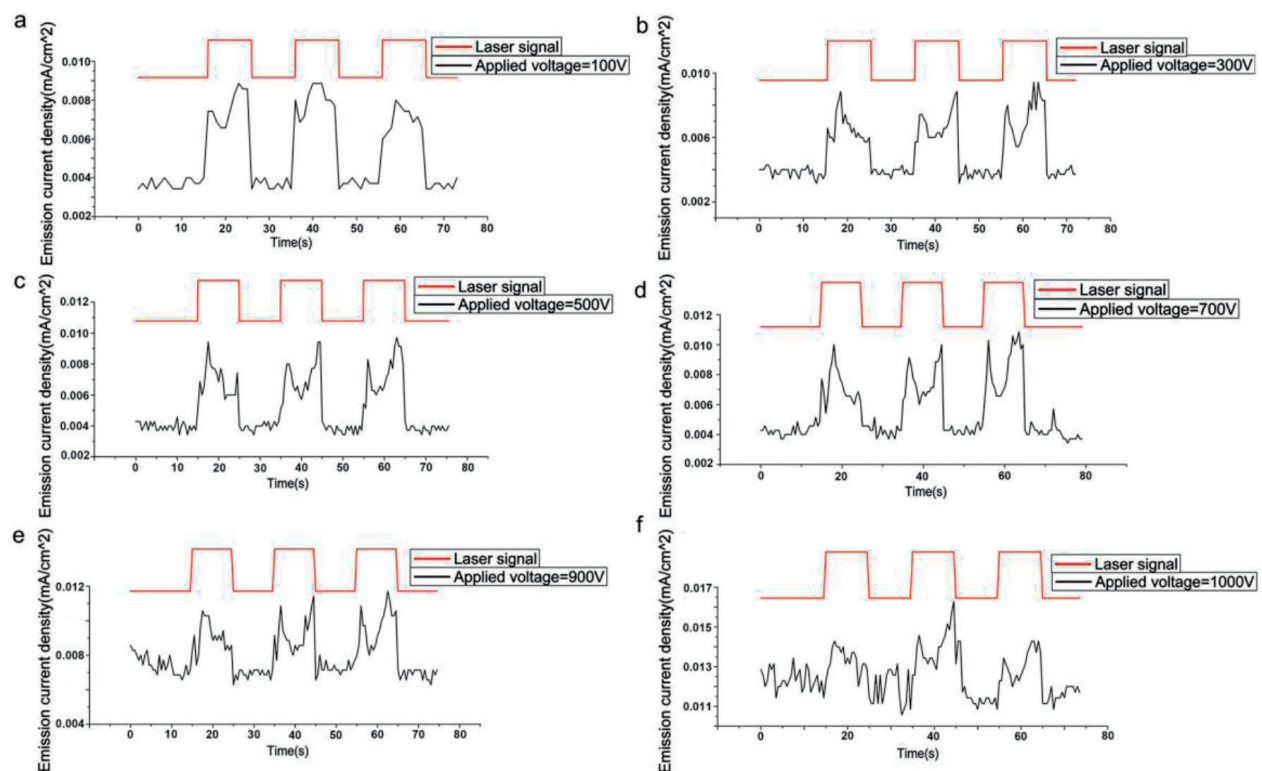 a
Laser signal
Applied voltage=100V
Emission current density(mA/cm^2)
0.010
0.008
0.006
0.004
0.002
0 10 20 30 40 50 60 70 80
Time(s)
b
Laser signal
Applied voltage=300V
Emission current density(mA/cm^2)
0.010
0.006
0.002
0 10 20 30 40 50 60 70 80
Time(s)
c
Laser signal
Applied voltage=500V
Emission current density(mA/cm^2)
0.012
0.010
0.008
0.006
0.004
0.002
0 10 20 30 40 50 60 70 80
Time(s)
d
Laser signal
Applied voltage=700V
Emission current density(mA/cm^2)
0.012
0.010
0.008
0.006
0.004
0.002
0 20 40 60 80
Time(s)
e
Laser signal
Applied voltage=900V
Emission current density(mA/cm^2)
0.012
0.008
0.004
0 10 20 30 40 50 60 70 80
Time(s)
f
Laser signal
Applied voltage=1000V
Emission current density(mA/cm^2)
0.017
0.015
0.013
0.011
0 20 40 60 80
Time(s)